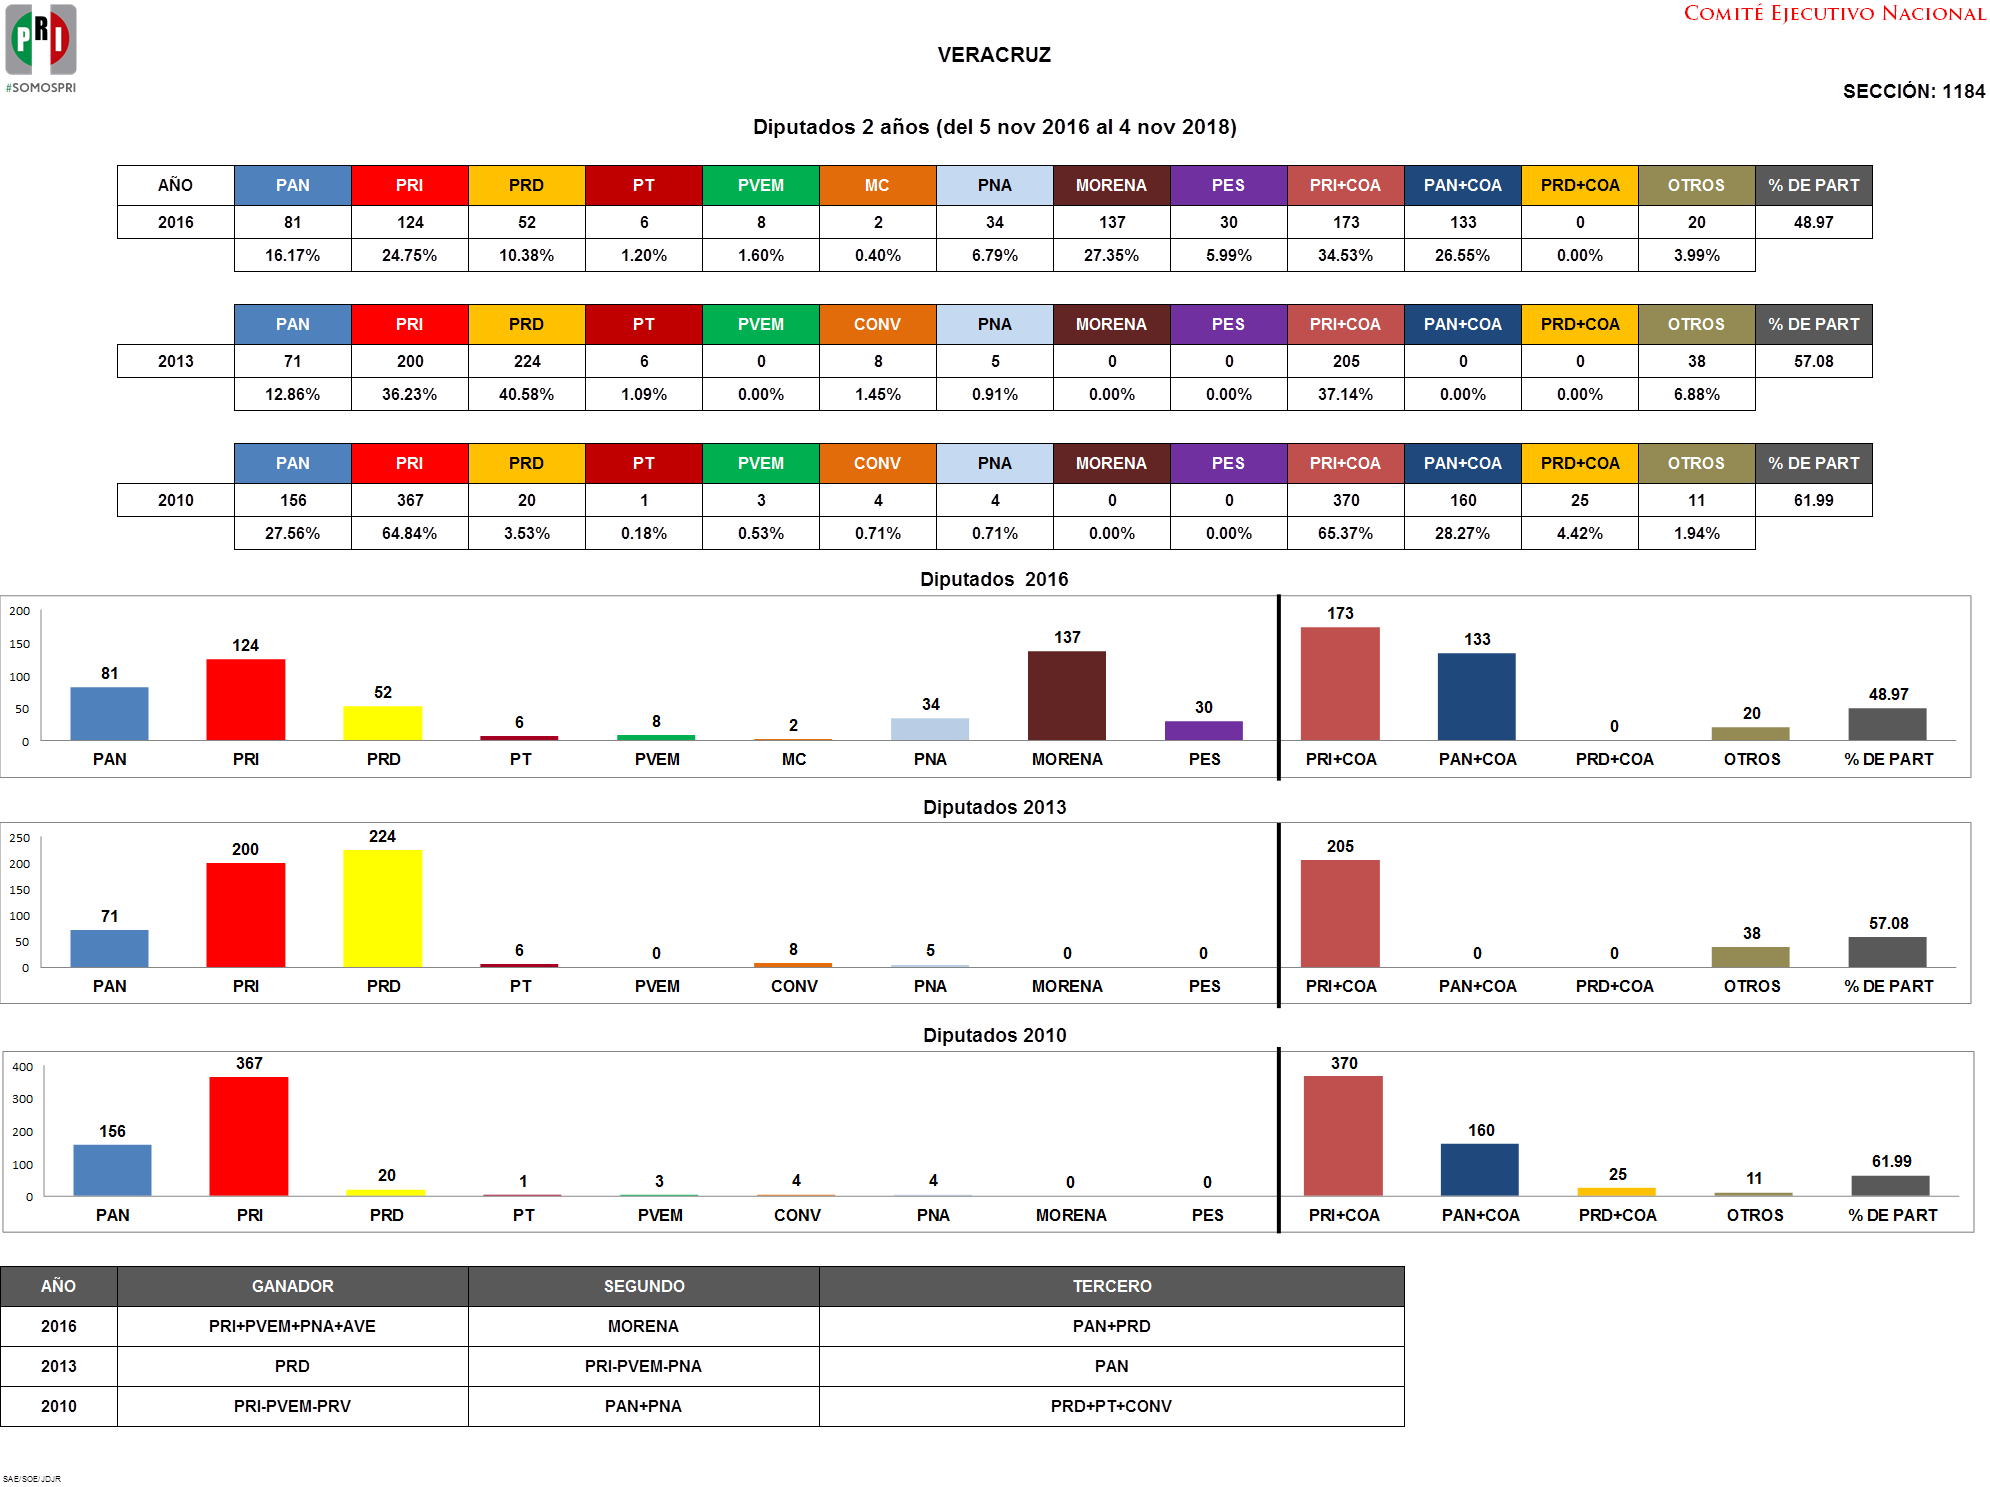 COMITÉ EJECUTIVO NACIONAL
PRI
#SOMOSPRI
VERACRUZ
SECCIÓN: 1184
Diputados 2 años (del 5 nov 2016 al 4 nov 2018)
AÑO PAN PRI PRD PT PVEM MC PNA MORENA PES PRI+COA PAN+COA PRD+COA OTROS % DE PART
2016 81 124 52 6 8 2 34 137 30 173 133 0 20 48.97
16.17% 24.75% 10.38% 1.20% 1.60% 0.40% 6.79% 27.35% 5.99% 34.53% 26.55% 0.00% 3.99%
PAN PRI PRD PT PVEM CONV PNA MORENA PES PRI+COA PAN+COA PRD+COA OTROS % DE PART
2013 71 200 224 6 0 8 5 0 0 205 0 0 38 57.08
12.86% 36.23% 40.58% 1.09% 0.00% 1.45% 0.91% 0.00% 0.00% 37.14% 0.00% 0.00% 6.88%
PAN PRI PRD PT PVEM CONV PNA MORENA PES PRI+COA PAN+COA PRD+COA OTROS % DE PART
2010 156 367 20 1 3 4 4 0 0 370 160 25 11 61.99
27.56% 64.84% 3.53% 0.18% 0.53% 0.71% 0.71% 0.00% 0.00% 65.37% 28.27% 4.42% 1.94%
Diputados 2016
200
150
100
50
0
81 124 52 6 8 2 34 137 30 173 133 0 20 48.97
PAN PRI PRD PT PVEM MC PNA MORENA PES PRI+COA PAN+COA PRD+COA OTROS % DE PART
Diputados 2013
250
200
150
100
50
0
71 200 224 6 0 8 5 0 0 205 0 0 38 57.08
PAN PRI PRD PT PVEM CONV PNA MORENA PES PRI+COA PAN+COA PRD+COA OTROS % DE PART
Diputados 2010
400
300
200
100
0
156 367 20 1 3 4 4 0 0 370 160 25 11 61.99
PAN PRI PRD PT PVEM CONV PNA MORENA PES PRI+COA PAN+COA PRD+COA OTROS % DE PART
AÑO GANADOR SEGUNDO TERCERO
2016 PRI+PVEM+PNA+AVE MORENA PAN+PRD
2013 PRD PRI-PVEM-PNA PAN
2010 PRI-PVEM-PRV PAN+PNA PRD+PT+CONV
SAE/SOE/JDJR